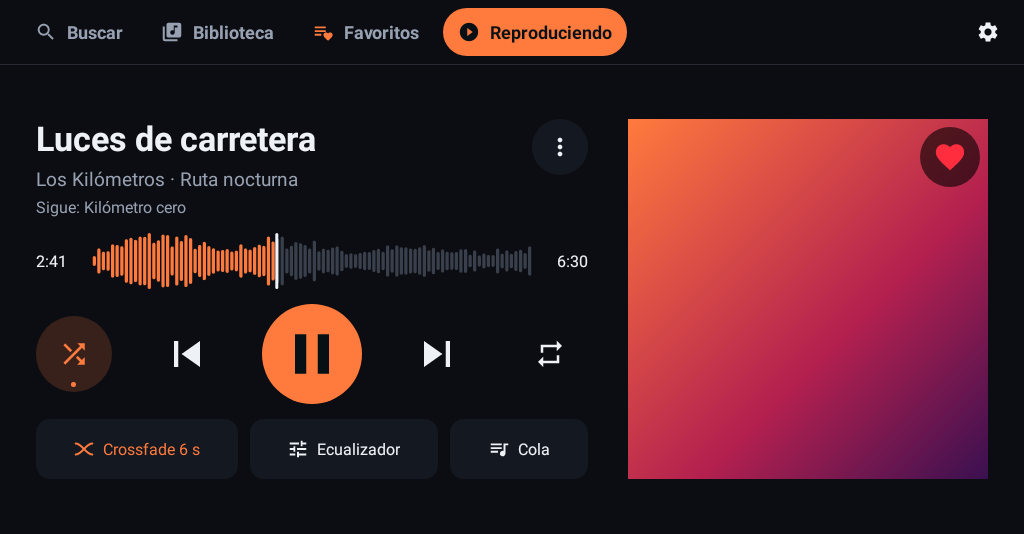 Buscar
Biblioteca
Favoritos
Reproduciendo
Luces de carretera
Los Kilómetros · Ruta nocturna
Sigue: Kilómetro cero
2:41
6:30
Crossfade 6 s
Ecualizador
Cola